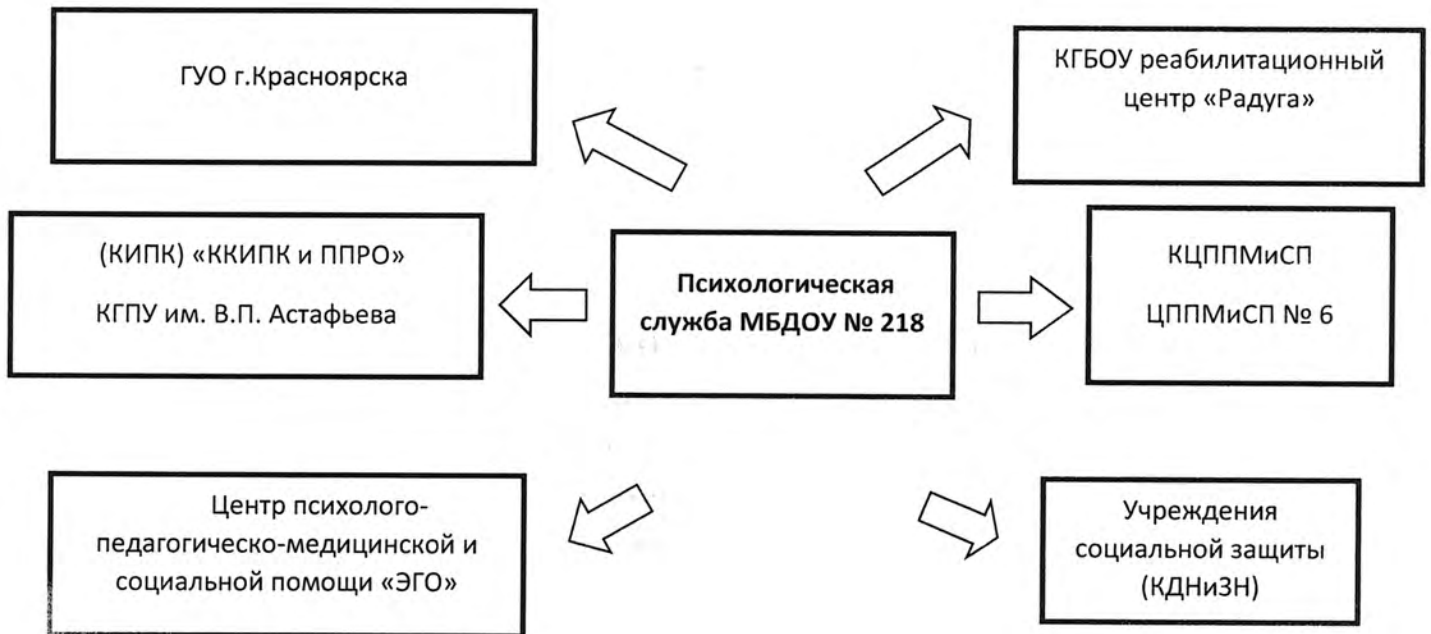 ГУО г.Красноярска
КГБОУ реабилитационный
центр «Радуга»
(КИПК) «ККИПК и ППРО»
КГПУ им. В.П. Астафьева
Психологическая
служба МБДОУ № 218
КЦППМиСП
ЦППМиСП № 6
Центр психолого-
педагогическо-медицинской и
социальной помощи «ЭГО»
Учреждения
социальной защиты
(КДНиЗН)